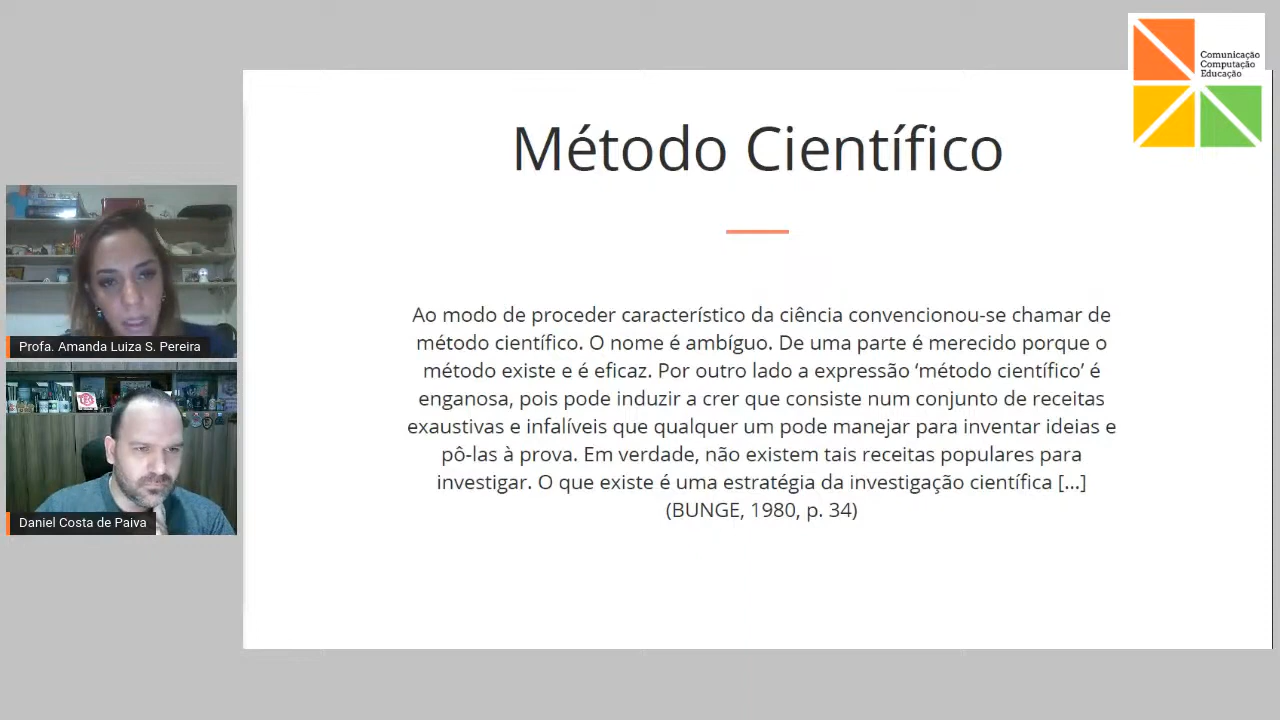 Comunicação
Computação
Educação
Método Científico
Ao modo de proceder característico da ciência convencionou-se chamar de
método científico. O nome é ambíguo. De uma parte é merecido porque o
método existe e é eficaz. Por outro lado a expressão ‘método científico’ é
enganosa, pois pode induzir a crer que consiste num conjunto de receitas
exaustivas e infalíveis que qualquer um pode manejar para inventar ideias e
pô-las à prova. Em verdade, não existem tais receitas populares para
investigar. O que existe é uma estratégia da investigação científica [...]
(BUNGE, 1980, p. 34)
Profa. Amanda Luiza S. Pereira
Daniel Costa de Paiva